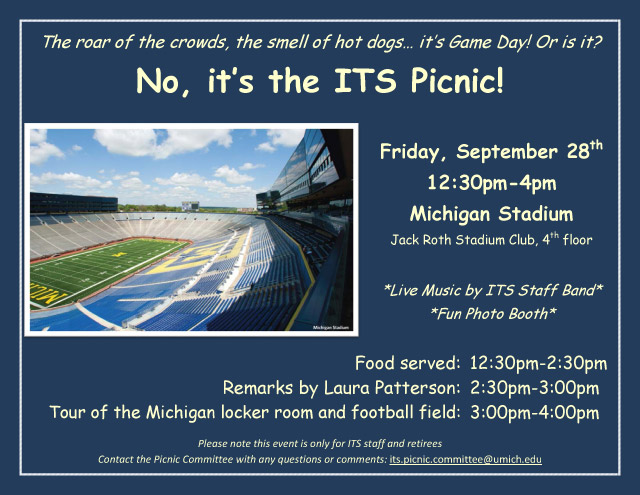 The roar of the crowds, the smell of hot dogs… it's Game Day! Or is it?
No, it's the ITS Picnic!
Friday, September 28th
12:30pm-4pm
Michigan Stadium
Jack Roth Stadium Club, 4th floor
*Live Music by ITS Staff Band*
*Fun Photo Booth*
Michigan Stadium
Food served: 12:30pm-2:30pm
Remarks by Laura Patterson: 2:30pm-3:00pm
Tour of the Michigan locker room and football field: 3:00pm-4:00pm
Please note this event is only for ITS staff and retirees
Contact the Picnic Committee with any questions or comments: its.picnic.committee@umich.edu